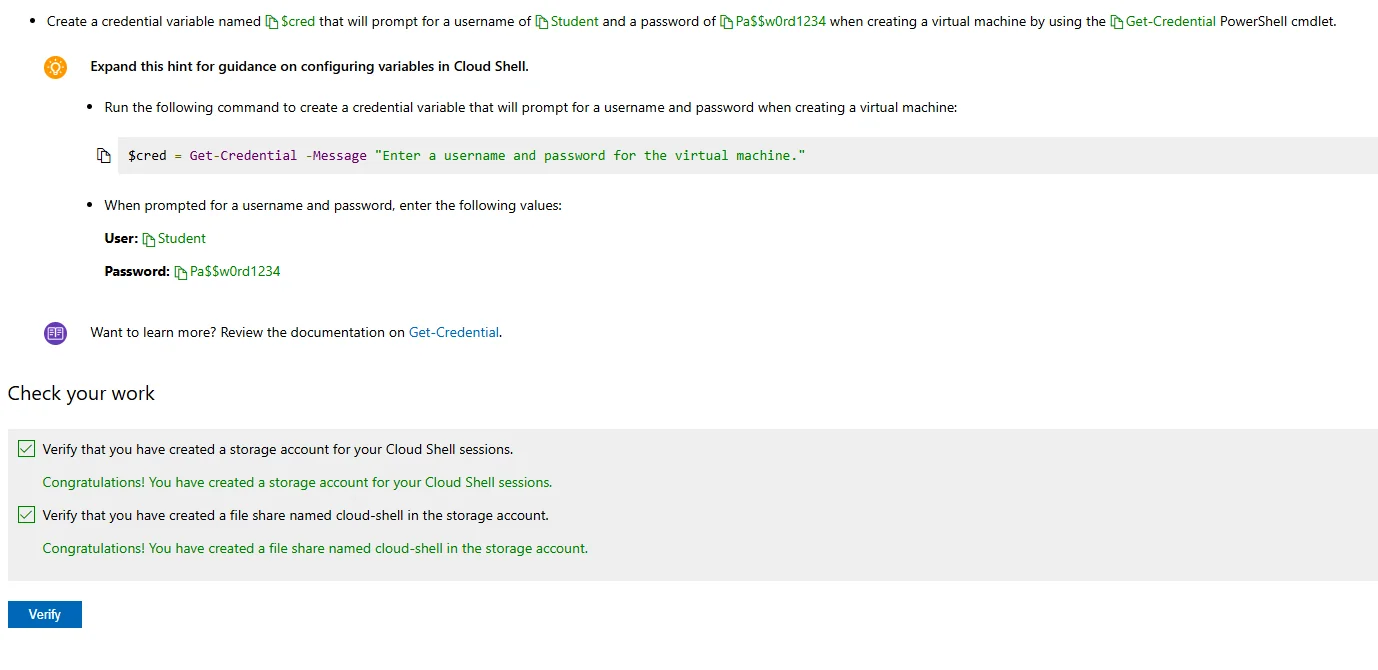 Create a credential variable named $cred that will prompt for a username of Student and a password of Pa$$w0rd1234 when creating a virtual machine by using the Get-Credential PowerShell cmdlet.
Expand this hint for guidance on configuring variables in Cloud Shell.
Run the following command to create a credential variable that will prompt for a username and password when creating a virtual machine:
$cred = Get-Credential -Message "Enter a username and password for the virtual machine."
When prompted for a username and password, enter the following values:
User: Student
Password: Pa$$w0rd1234
Want to learn more? Review the documentation on Get-Credential.
Check your work
Verify that you have created a storage account for your Cloud Shell sessions.
Congratulations! You have created a storage account for your Cloud Shell sessions.
Verify that you have created a file share named cloud-shell in the storage account.
Congratulations! You have created a file share named cloud-shell in the storage account.
Verify